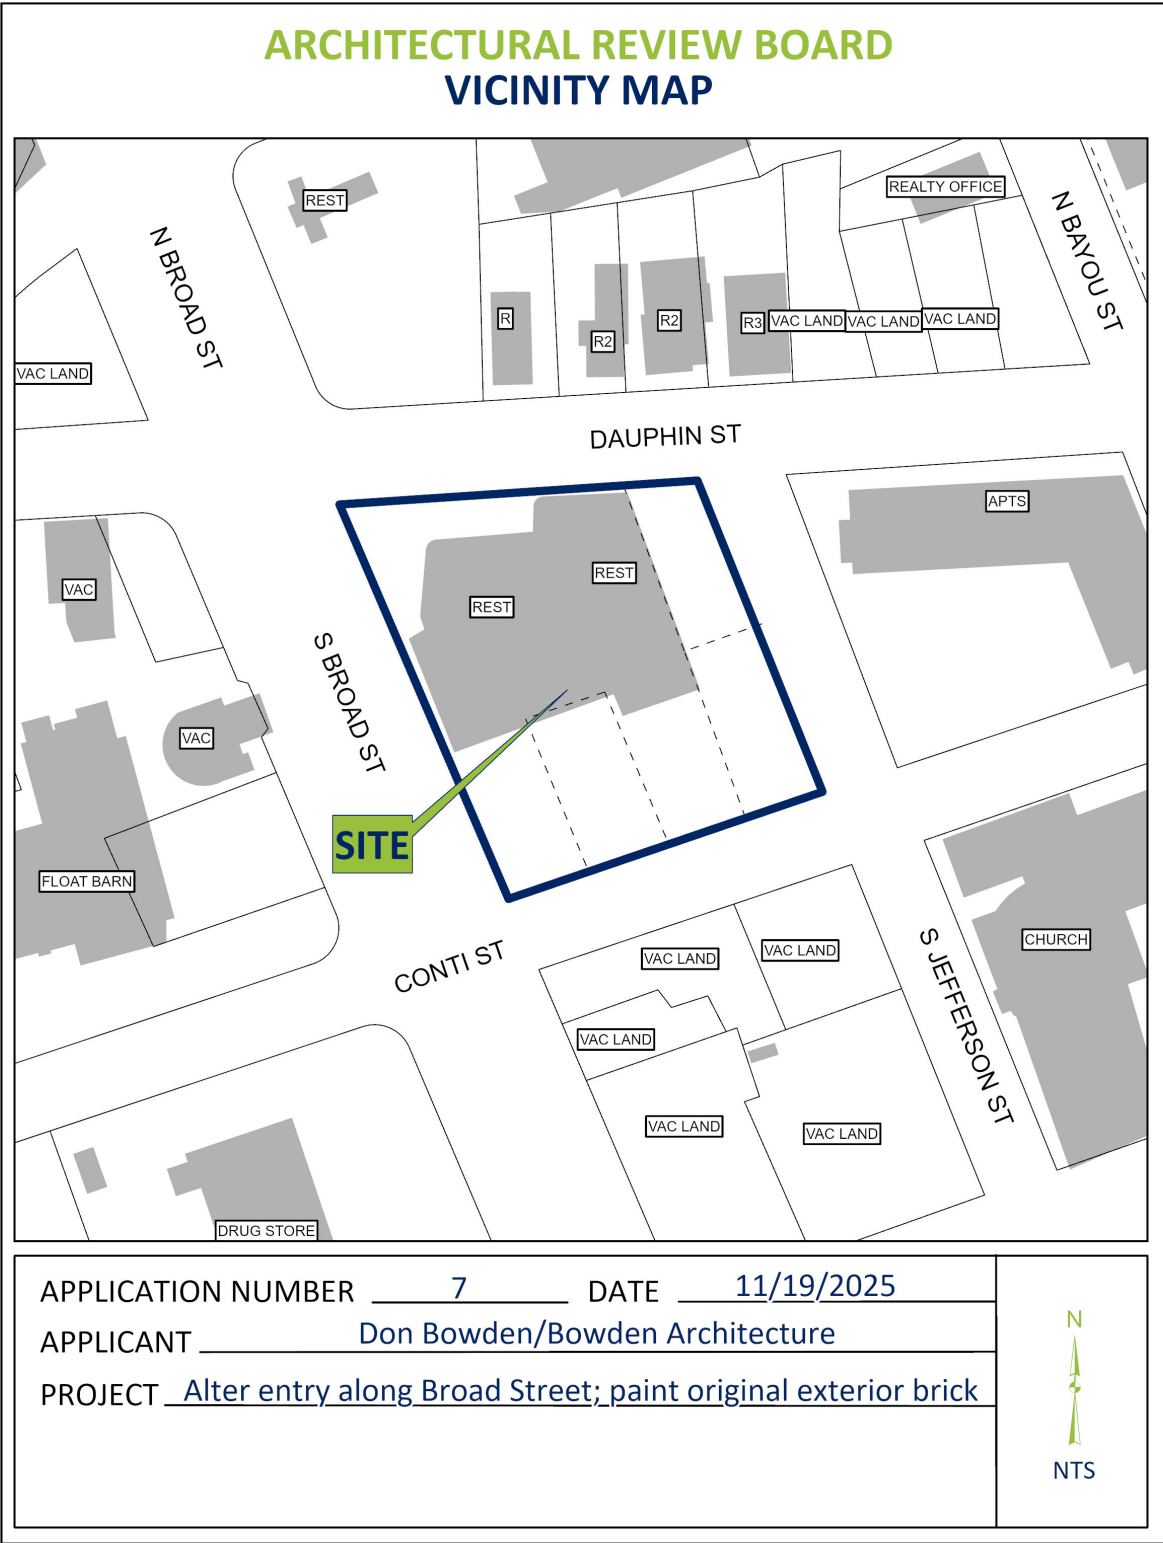 ARCHITECTURAL REVIEW BOARD
VICINITY MAP
REST
REALTY OFFICE
N BROAD ST
N BAYOU ST
R
R2
R2
R3
VAC LAND
VAC LAND
VAC LAND
VAC LAND
DAUPHIN ST
APTS
VAC
REST
REST
S BROAD ST
VAC
SITE
FLOAT BARN
CONTI ST
VAC LAND
VAC LAND
CHURCH
S JEFFERSON ST
VAC LAND
VAC LAND
VAC LAND
DRUG STORE
APPLICATION NUMBER 7 DATE 11/19/2025
APPLICANT Don Bowden/Bowden Architecture
PROJECT Alter entry along Broad Street; paint original exterior brick
N
NTS